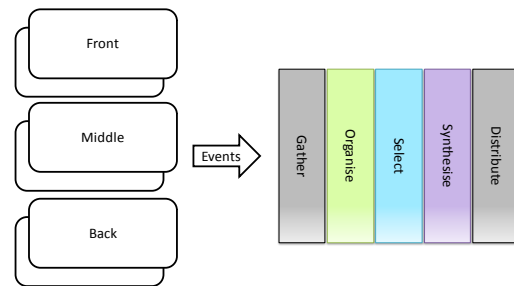 Front
Middle
Back
Events
Gather
Organise
Select
Synthesise
Distribute